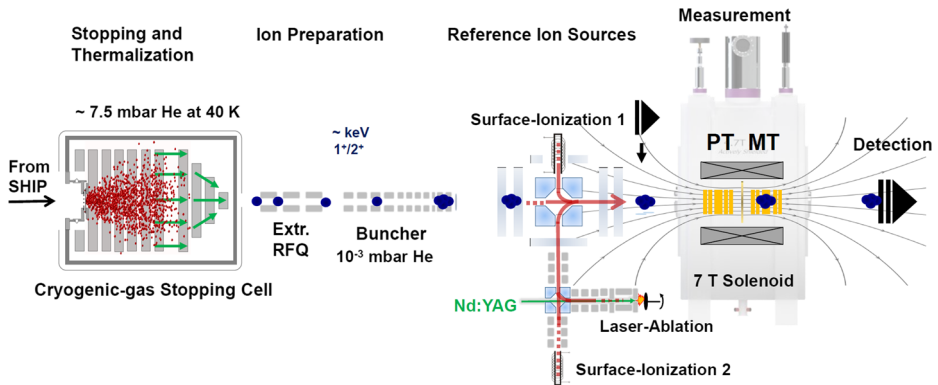 Stopping and
Thermalization
Ion Preparation
Reference Ion Sources
Measurement
~ 7.5 mbar He at 40 K
~ keV
1+/2+
Surface-Ionization 1
PT MT
Detection
From
SHIP
Extr.
RFQ
Buncher
10-3 mbar He
7 T Solenoid
Cryogenic-gas Stopping Cell
Nd:YAG
Laser-Ablation
Surface-Ionization 2